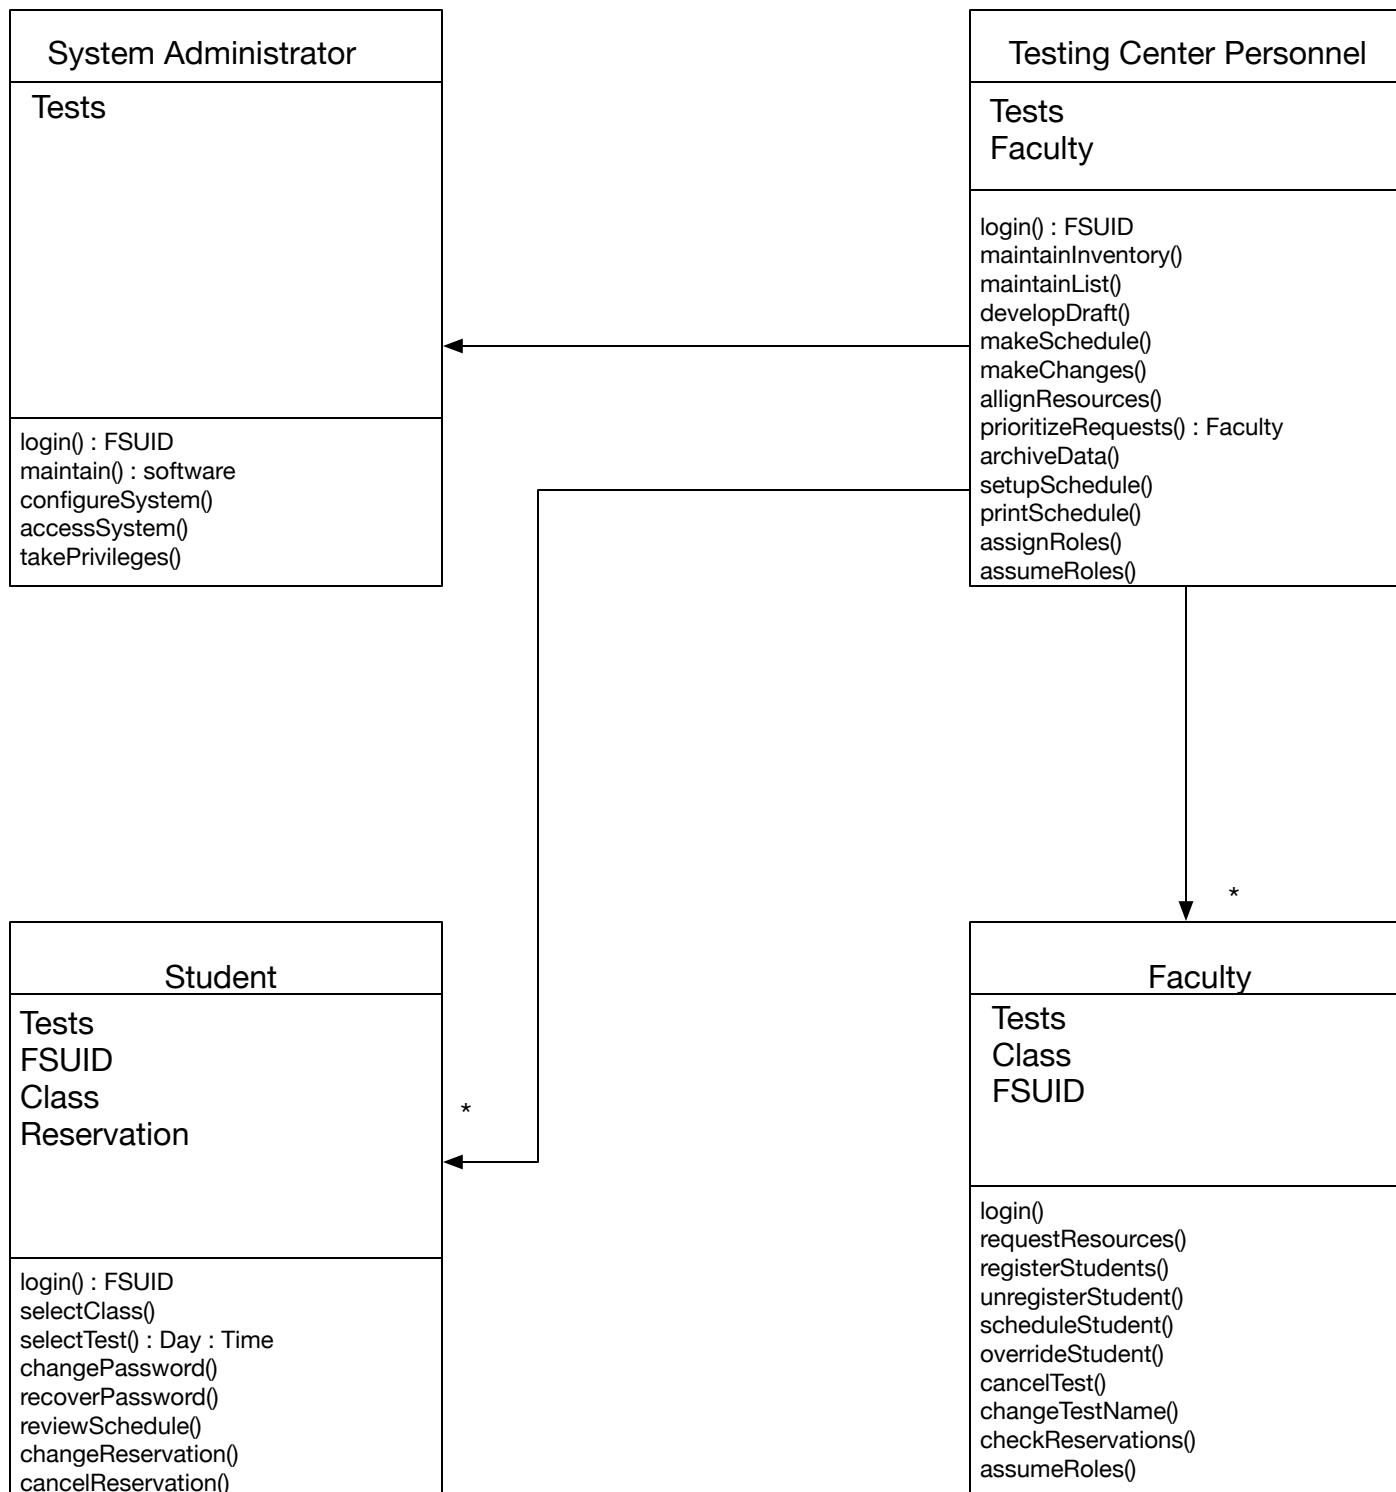 System Administrator
Tests
login() : FSUID
maintain() : software
configureSystem()
accessSystem()
takePrivileges()
Testing Center Personnel
Tests
Faculty
login() : FSUID
maintainInventory()
maintainList()
developDraft()
makeSchedule()
makeChanges()
allignResources()
prioritizeRequests() : Faculty
archiveData()
setupSchedule()
printSchedule()
assignRoles()
assumeRoles()
*
*
Student
Tests
FSUID
Class
Reservation
login() : FSUID
selectClass()
selectTest() : Day : Time
changePassword()
recoverPassword()
reviewSchedule()
changeReservation()
cancelReservation()
Faculty
Tests
Class
FSUID
login()
requestResources()
registerStudents()
unregisterStudent()
scheduleStudent()
overrideStudent()
cancelTest()
changeTestName()
checkReservations()
assumeRoles()